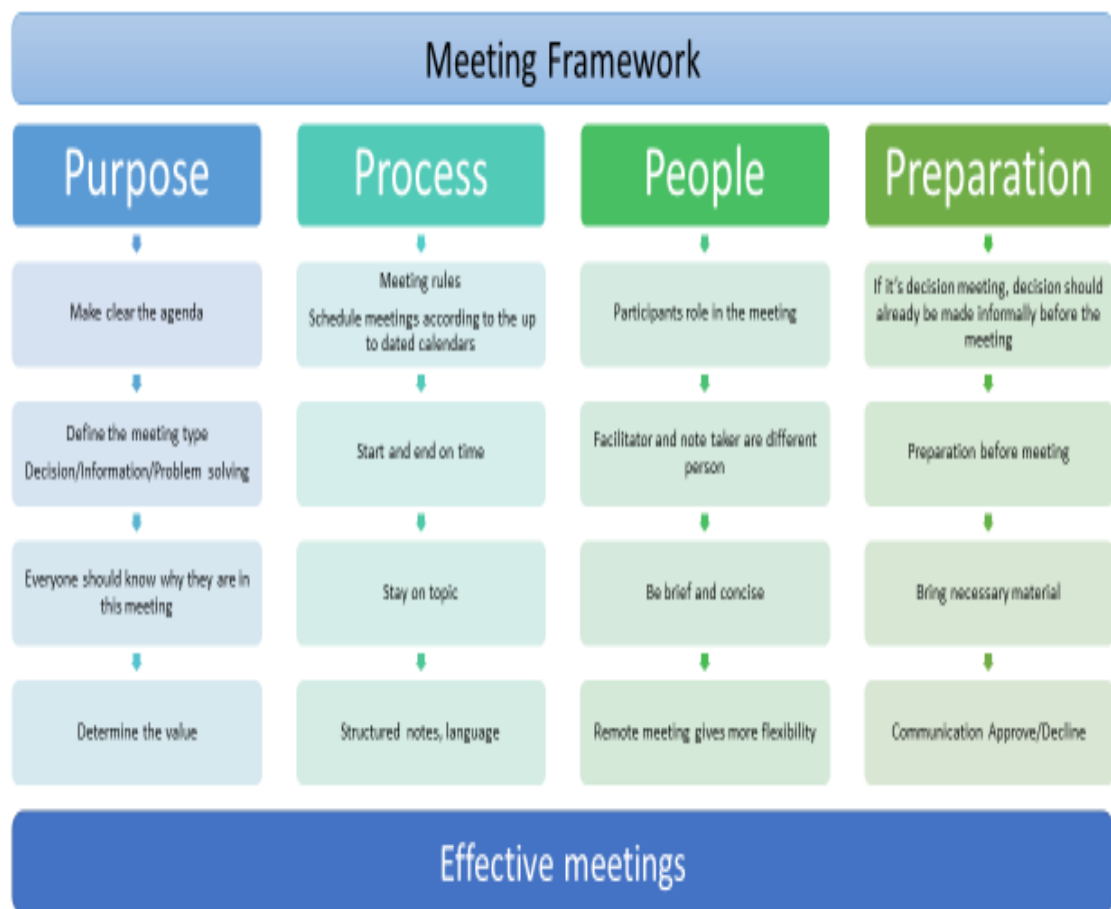 Meeting Framework
Purpose
Make clear the agenda
Define the meeting type
Decision/Information/Problem solving
Everyone should know why they are in
this meeting
Determine the value
Process
Meeting rules
Schedule meetings according to the up
to dated calendars
Start and end on time
Stay on topic
Structured notes, language
People
Participants role in the meeting
Facilitator and note taker are different
person
Be brief and concise
Remote meeting gives more flexibility
Preparation
If it's decision meeting, decision should
already be made informally before the
meeting
Preparation before meeting
Bring necessary material
Communication Approve/Decline
Effective meetings